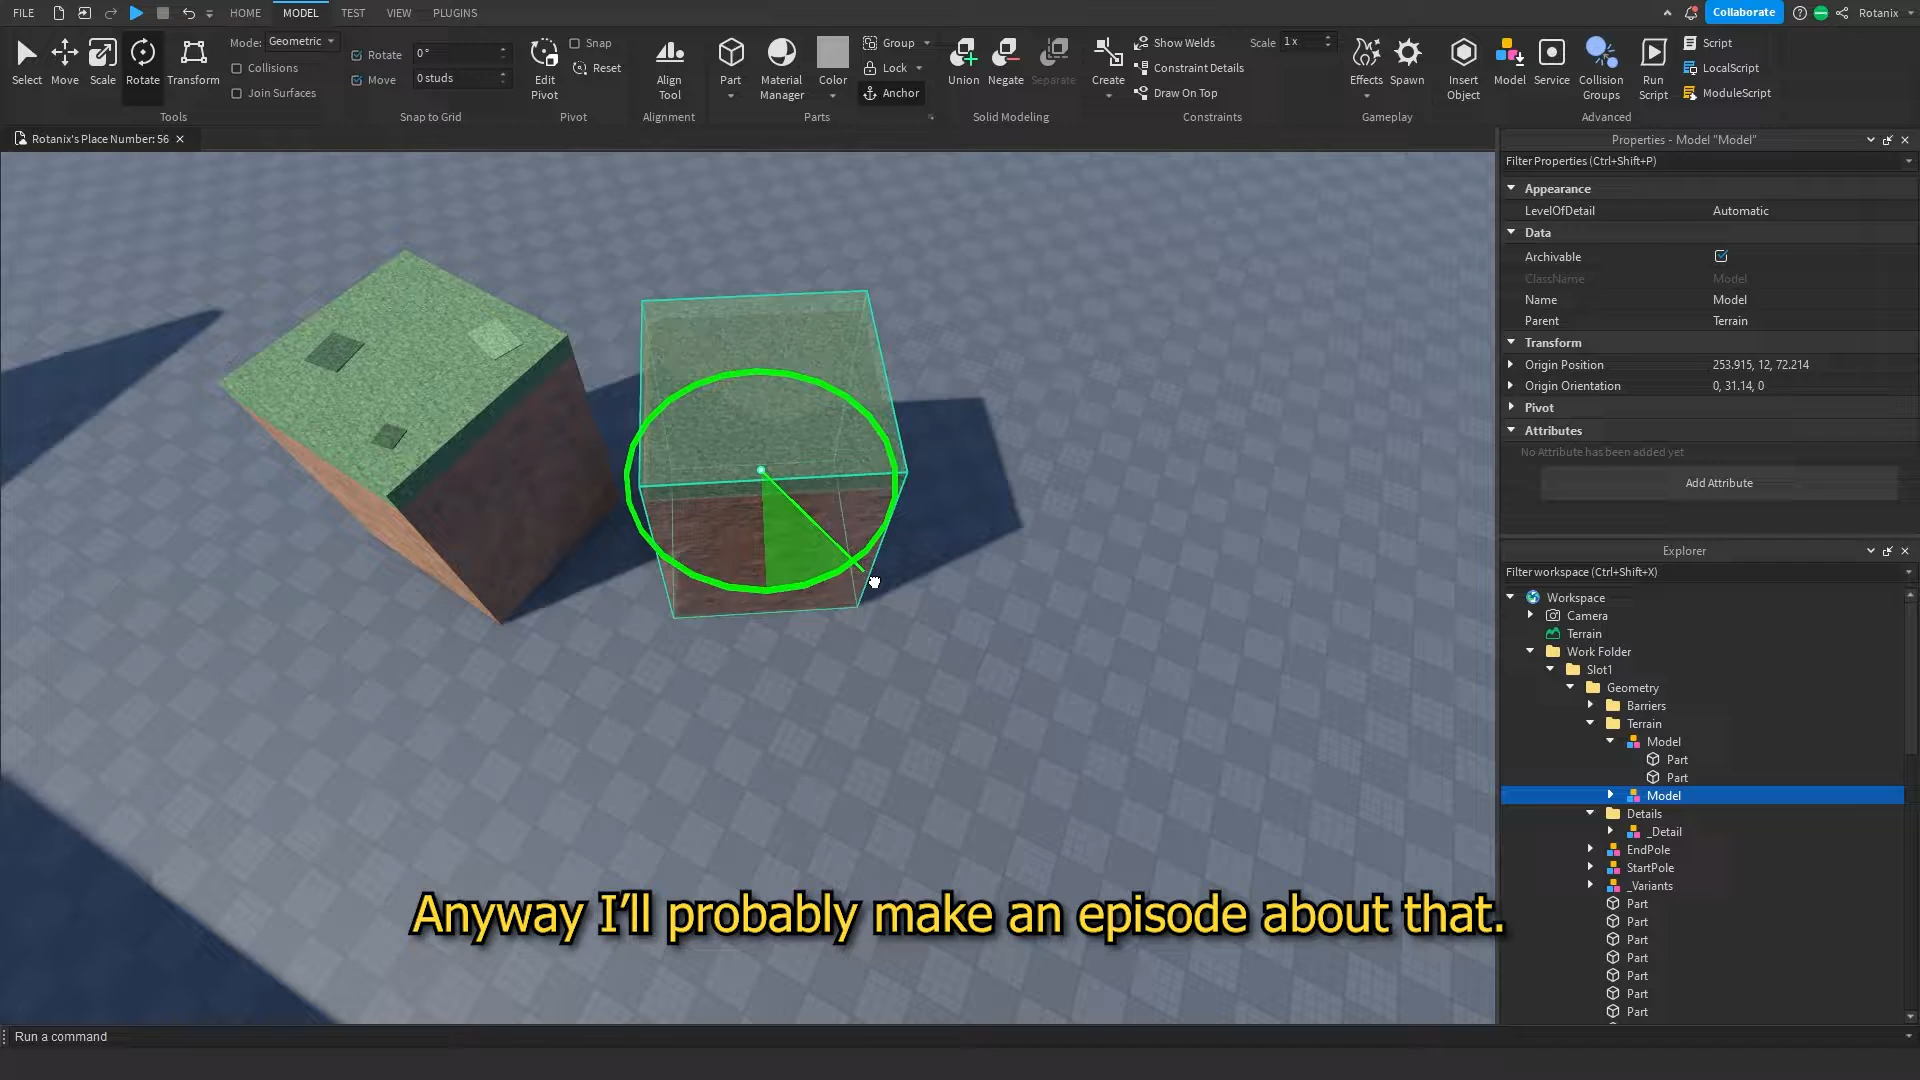 FILE HOME MODEL TEST VIEW PLUGINS Collaborate Rotanix
Select Move Scale Rotate Transform
Mode: Geometric
Collisions
Join Surfaces
Tools
Rotate 0 °
Move 0 studs
Snap to Grid
Edit Pivot
Snap
Reset
Pivot
Align Tool
Alignment
Part Material Manager Color
Group
Lock
Anchor
Parts
Union Negate Separate
Solid Modeling
Create
Show Welds
Constraint Details
Draw On Top
Scale 1 x
Constraints
Effects Spawn
Gameplay
Insert Object Model Service Collision Groups Run Script
Script
LocalScript
ModuleScript
Advanced
Rotanix's Place Number: 56
Properties - Model "Model"
Filter Properties (Ctrl+Shift+P)
Appearance
LevelOfDetail Automatic
Data
Archivable
ClassName Model
Name Model
Parent Terrain
Transform
Origin Position 253.915, 12, 72.214
Origin Orientation 0, 31.14, 0
Pivot
Attributes
No Attribute has been added yet
Add Attribute
Explorer
Filter workspace (Ctrl+Shift+X)
Workspace
Camera
Terrain
Work Folder
Slot1
Geometry
Barriers
Terrain
Model
Part
Part
Model
Details
_Detail
EndPole
StartPole
_Variants
Part
Part
Part
Part
Part
Part
Part
Anyway I'll probably make an episode about that.
Run a command